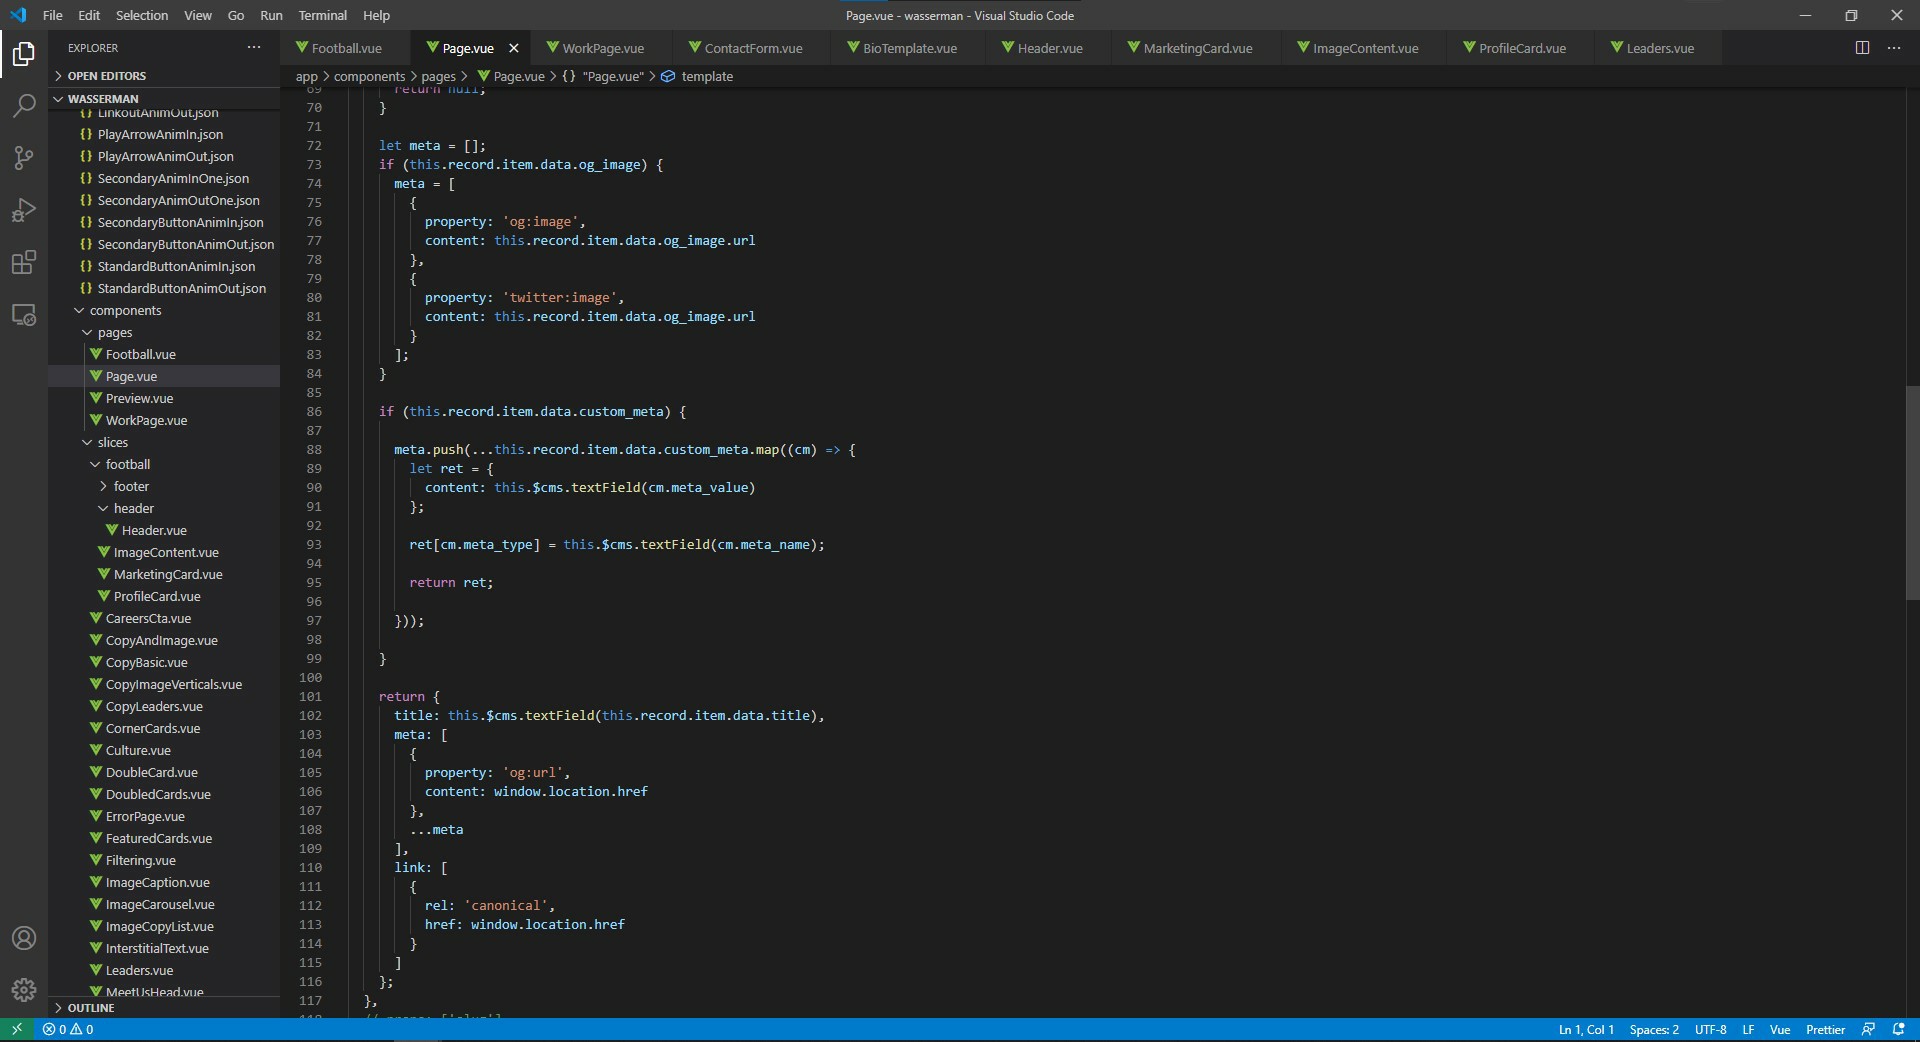 File Edit Selection View Go Run Terminal Help
Page.vue - wasserman - Visual Studio Code
EXPLORER
OPEN EDITORS
WASSERMAN
LinkoutAnimOut.json
PlayArrowAnimIn.json
PlayArrowAnimOut.json
SecondaryAnimInOne.json
SecondaryAnimOutOne.json
SecondaryButtonAnimIn.json
SecondaryButtonAnimOut.json
StandardButtonAnimIn.json
StandardButtonAnimOut.json
components
pages
Football.vue
Page.vue
Preview.vue
WorkPage.vue
slices
football
footer
header
Header.vue
ImageContent.vue
MarketingCard.vue
ProfileCard.vue
CareersCta.vue
CopyAndImage.vue
CopyBasic.vue
CopyImageVerticals.vue
CopyLeaders.vue
CornerCards.vue
Culture.vue
DoubleCard.vue
DoubledCards.vue
ErrorPage.vue
FeaturedCards.vue
Filtering.vue
ImageCaption.vue
ImageCarousel.vue
ImageCopyList.vue
InterstitialText.vue
Leaders.vue
MeetUsHead.vue
OUTLINE
Football.vue Page.vue WorkPage.vue ContactForm.vue BioTemplate.vue Header.vue MarketingCard.vue ImageContent.vue ProfileCard.vue Leaders.vue
app > components > pages > Page.vue > {} "Page.vue" > template
69 return null;
70 }
71
72 let meta = [];
73 if (this.record.item.data.og_image) {
74 meta = [
75 {
76 property: 'og:image',
77 content: this.record.item.data.og_image.url
78 },
79 {
80 property: 'twitter:image',
81 content: this.record.item.data.og_image.url
82 }
83 ];
84 }
85
86 if (this.record.item.data.custom_meta) {
87
88 meta.push(...this.record.item.data.custom_meta.map((cm) => {
89 let ret = {
90 content: this.$cms.textField(cm.meta_value)
91 };
92
93 ret[cm.meta_type] = this.$cms.textField(cm.meta_name);
94
95 return ret;
96
97 }));
98
99 }
100
101 return {
102 title: this.$cms.textField(this.record.item.data.title),
103 meta: [
104 {
105 property: 'og:url',
106 content: window.location.href
107 },
108 ...meta
109 ],
110 link: [
111 {
112 rel: 'canonical',
113 href: window.location.href
114 }
115 ]
116 };
117 },
118 // props: ['slug'],
0 0 Ln 1, Col 1 Spaces: 2 UTF-8 LF Vue Prettier